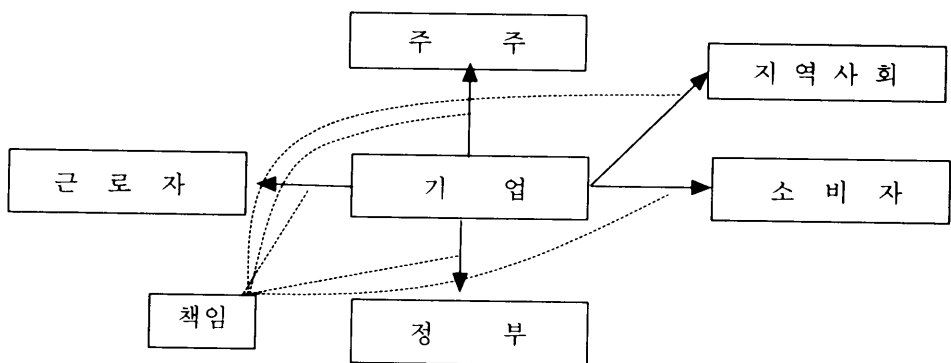 주 주
지 역 사 회
근 로 자
기 업
소 비 자
책임
정 부